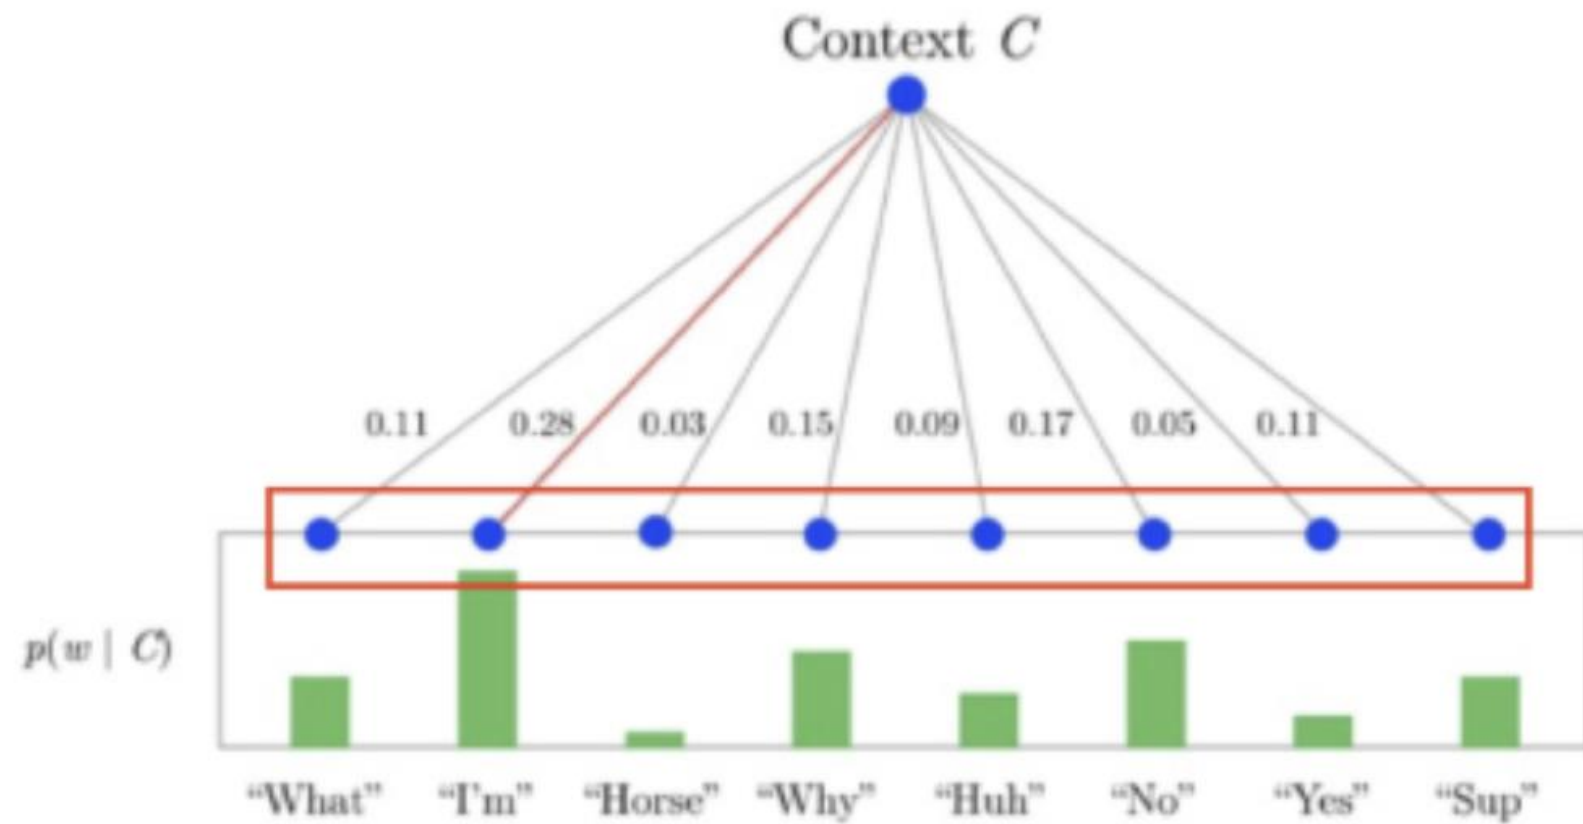 Context C
0.11 0.28 0.03 0.15 0.09 0.17 0.05 0.11
p(w | C)
“What” “I'm” “Horse” “Why” “Huh” “No” “Yes” “Sup”